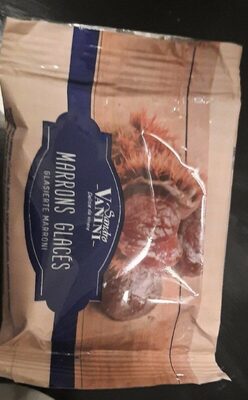 Sandro
VANINI
MARRONS GLACÉS
GLASIERTE MARRONI